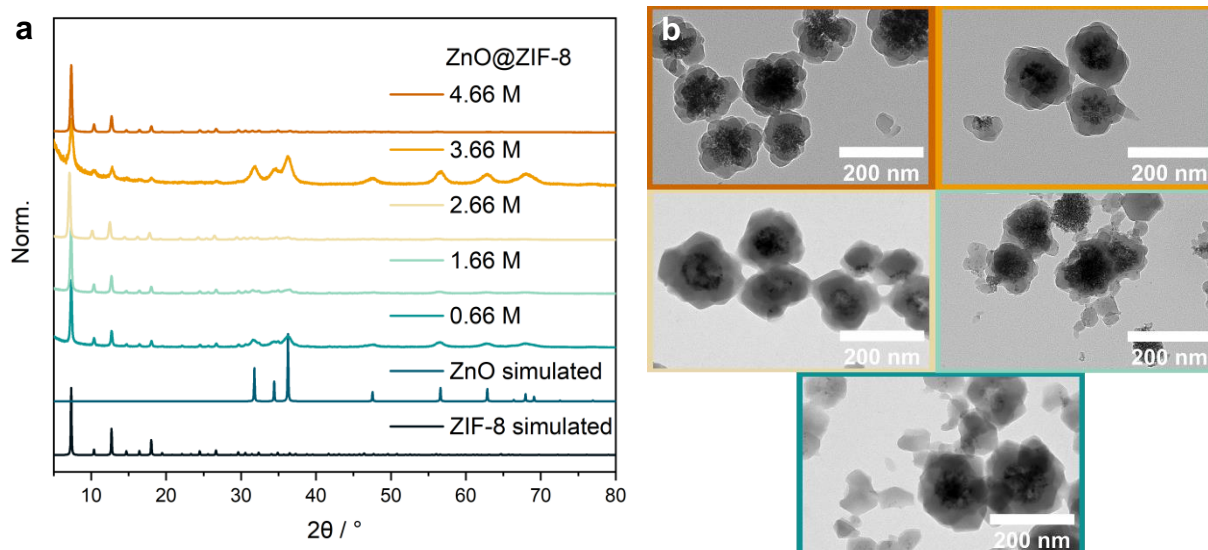 a
ZnO@ZIF-8
4.66 M
3.66 M
2.66 M
1.66 M
0.66 M
ZnO simulated
ZIF-8 simulated
Norm.
10 20 30 40 50 60 70 80
2θ / °
b
200 nm
200 nm
200 nm
200 nm
200 nm